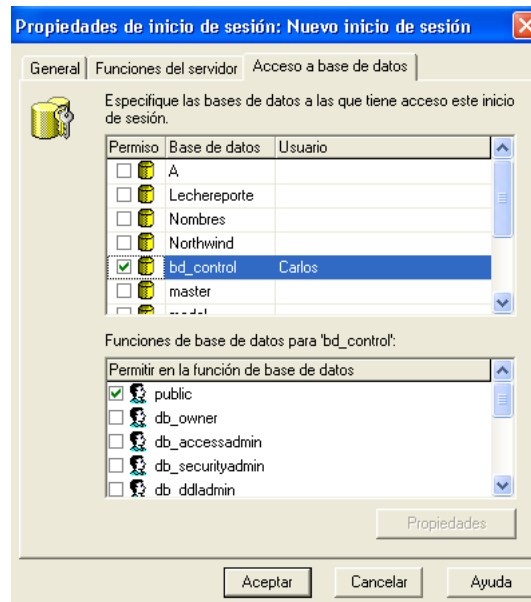 Propiedades de inicio de sesión: Nuevo inicio de sesión
General Funciones del servidor Acceso a base de datos
Especifique las bases de datos a las que tiene acceso este inicio
de sesión.
Permiso Base de datos Usuario
A
Lechereporte
Nombres
Northwind
bd_control Carlos
master
model
Funciones de base de datos para 'bd_control':
Permitir en la función de base de datos
public
db_owner
db_accessadmin
db_securityadmin
db_ddladmin
Propiedades
Aceptar Cancelar Ayuda